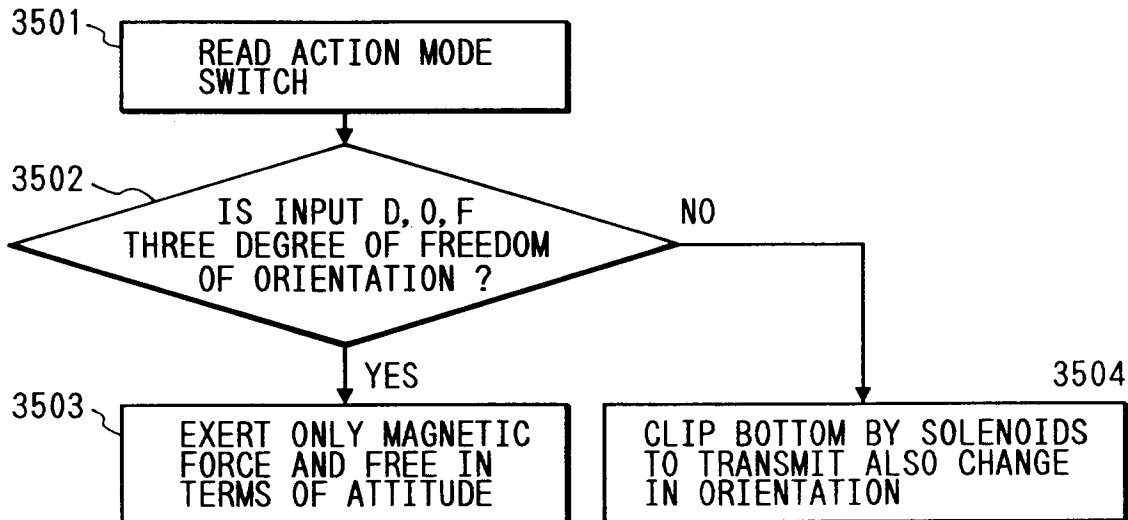 3501
READ ACTION MODE
SWITCH
3502
IS INPUT D, O, F
THREE DEGREE OF FREEDOM
OF ORIENTATION ?
NO
YES
3503
EXERT ONLY MAGNETIC
FORCE AND FREE IN
TERMS OF ATTITUDE
3504
CLIP BOTTOM BY SOLENOIDS
TO TRANSMIT ALSO CHANGE
IN ORIENTATION